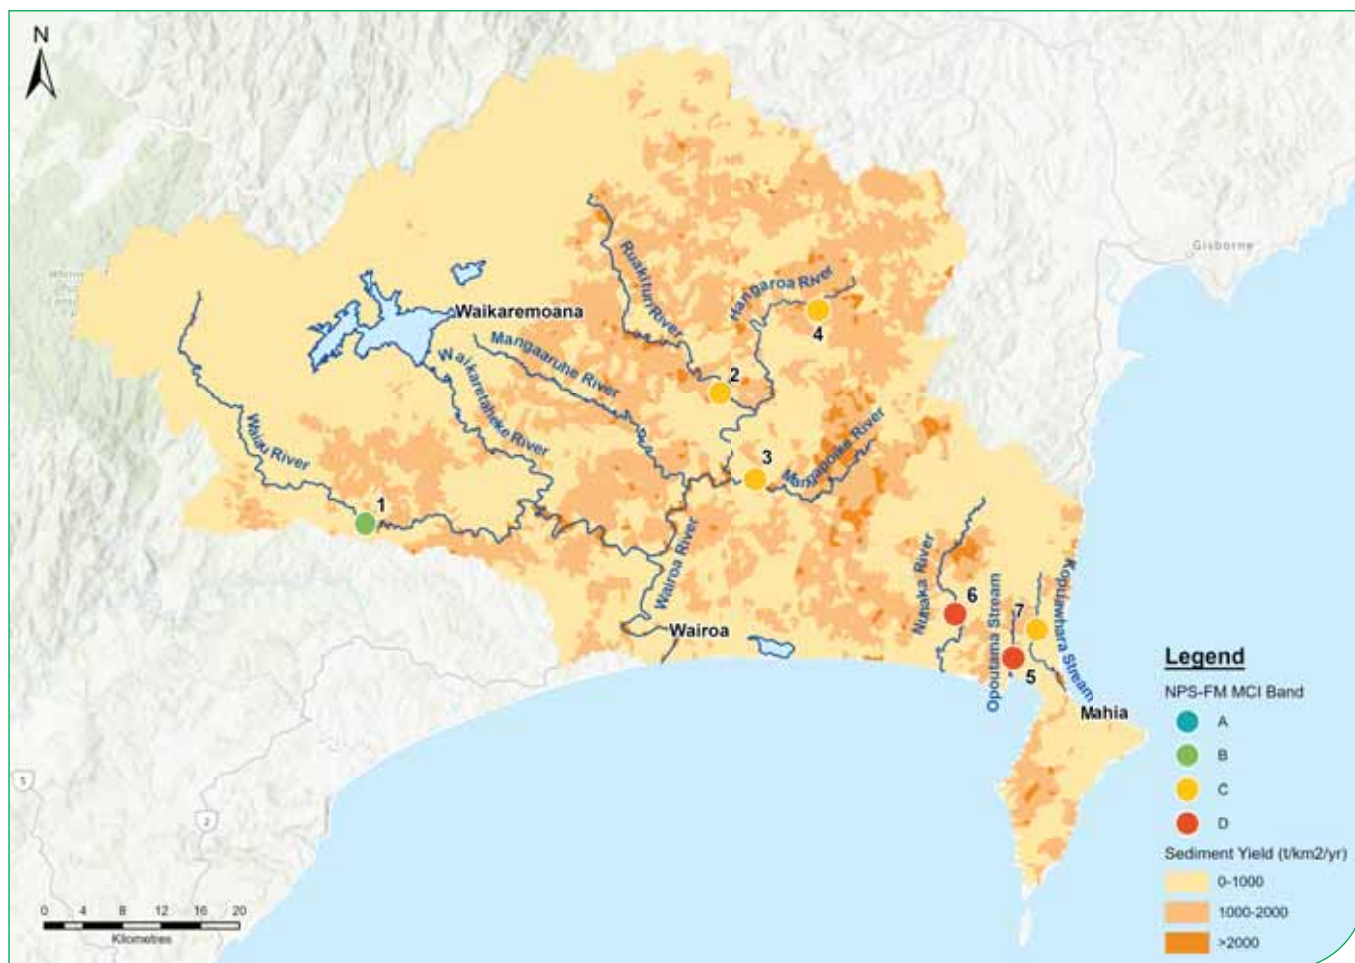 N
Gisborne
Ruakituri River
Hangaroa River
Waikaremoana
4
Mangaaruhe River
Waikaretaheke River
2
Waiau River
3
Mangapoike River
1
Wairoa River
Nuhaka River
Opoutama Stream
Kopuawhara Stream
6
7
Wairoa
5
Mahia
Legend
NPS-FM MCI Band
A
B
C
D
Sediment Yield (t/km2/yr)
0-1000
1000-2000
>2000
5
2
0 4 8 12 16 20
Kilometres